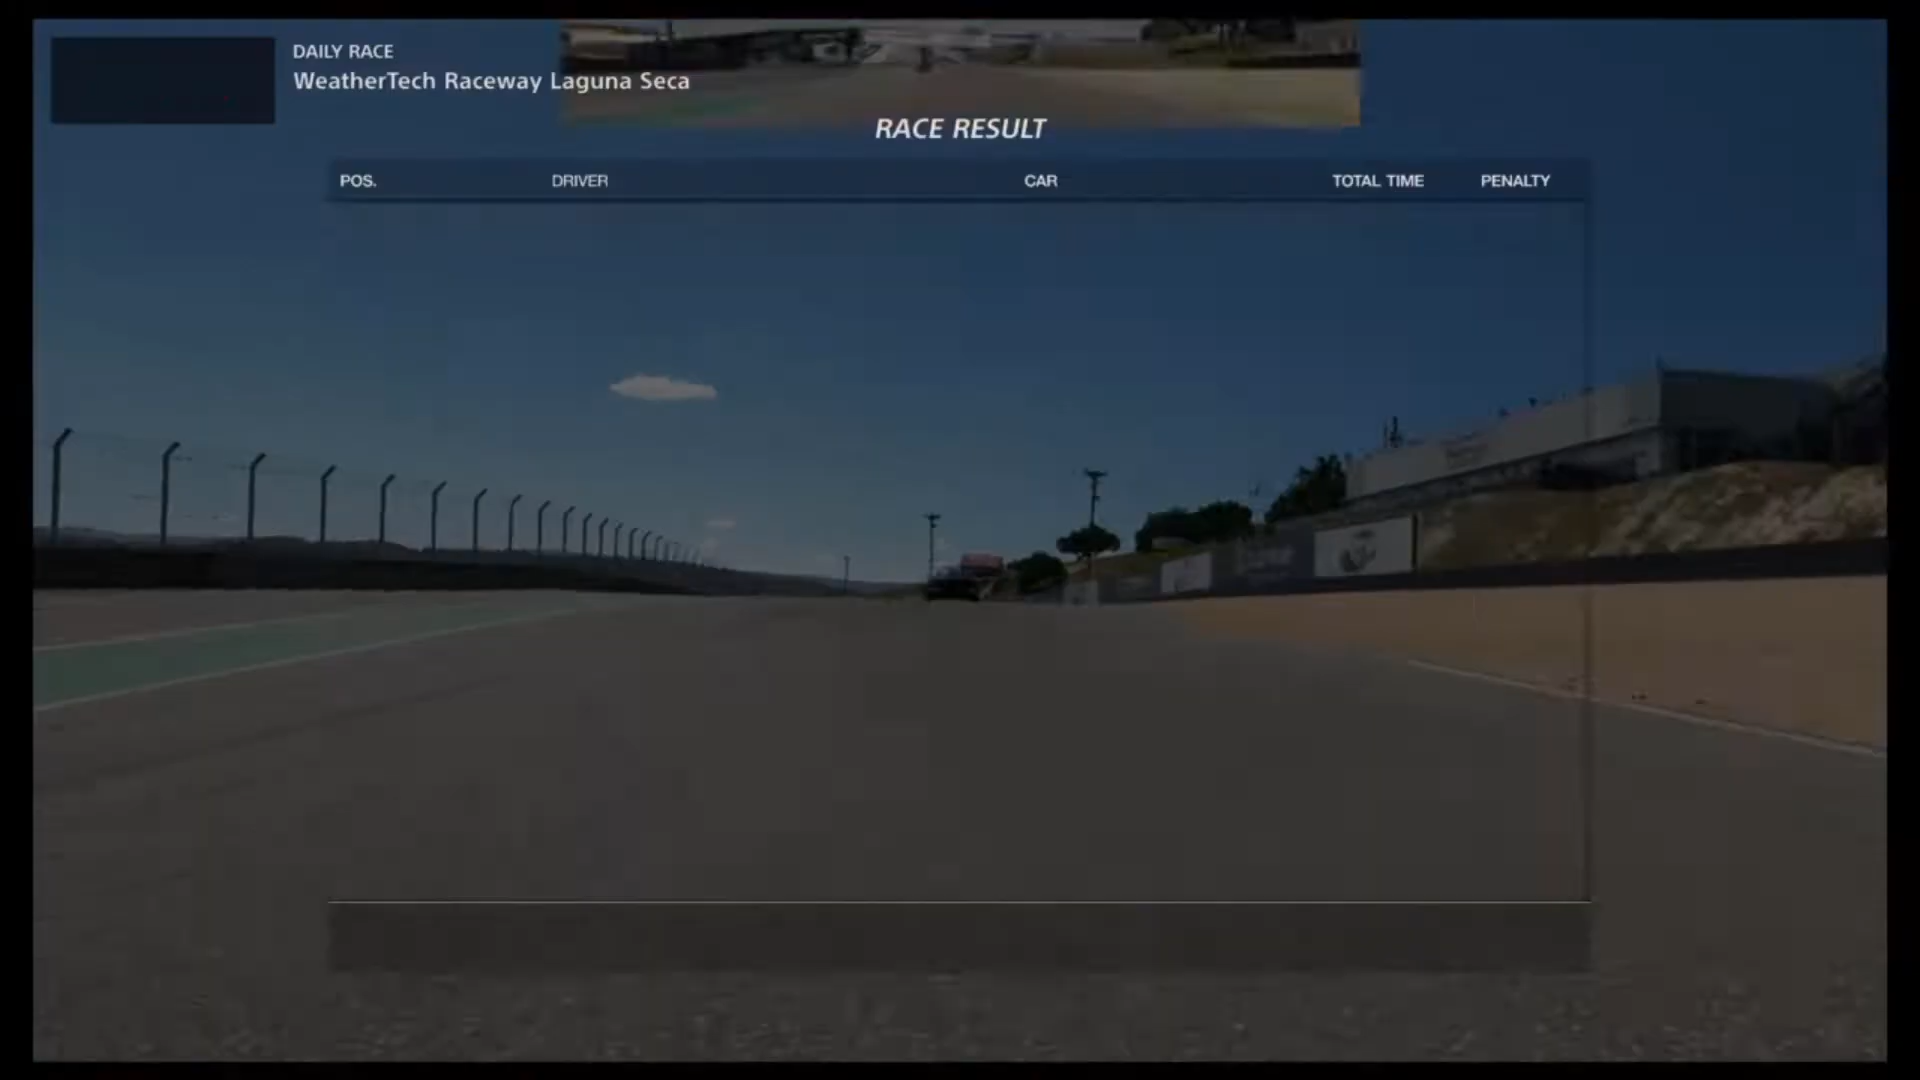 DAILY RACE
WeatherTech Raceway Laguna Seca
RACE RESULT
POS. DRIVER CAR TOTAL TIME PENALTY